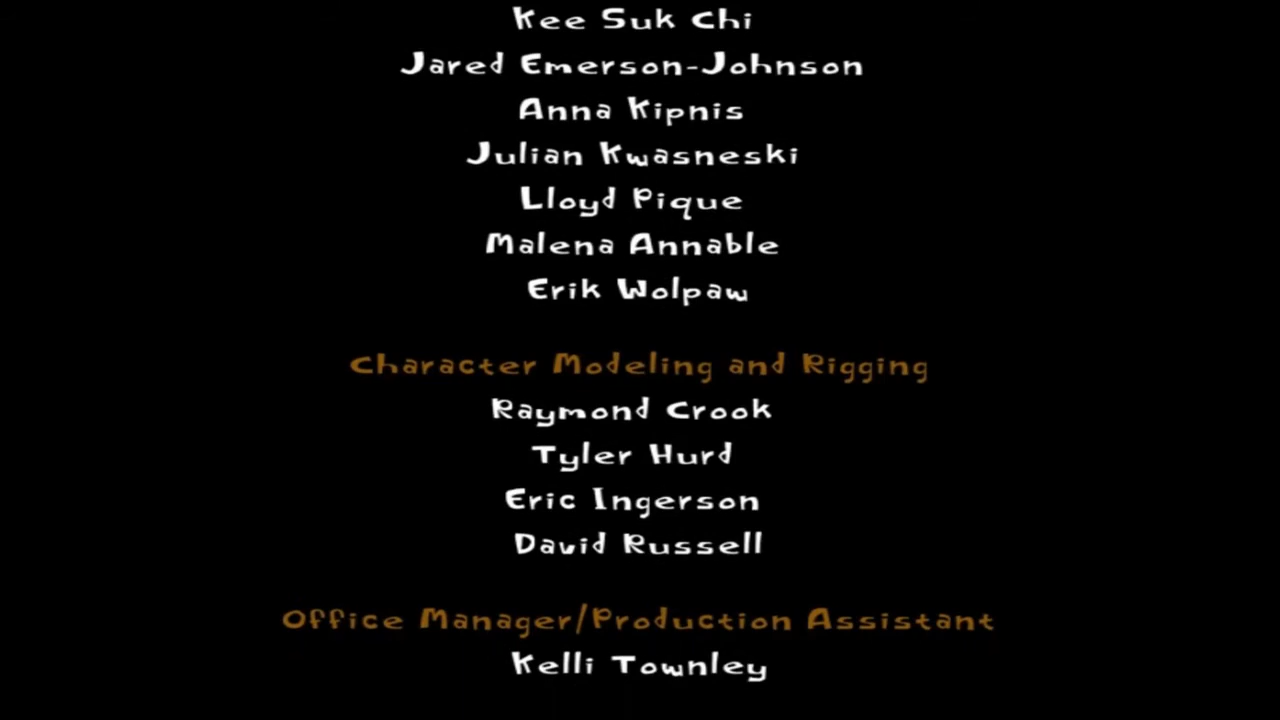 Kee Suk Chi
Jared Emerson-Johnson
Anna Kipnis
Julian Kwasneski
Lloyd Pique
Malena Annable
Erik Wolpaw
Character Modeling and Rigging
Raymond Crook
Tyler Hurd
Eric Ingerson
David Russell
Office Manager/Production Assistant
Kelli Townley